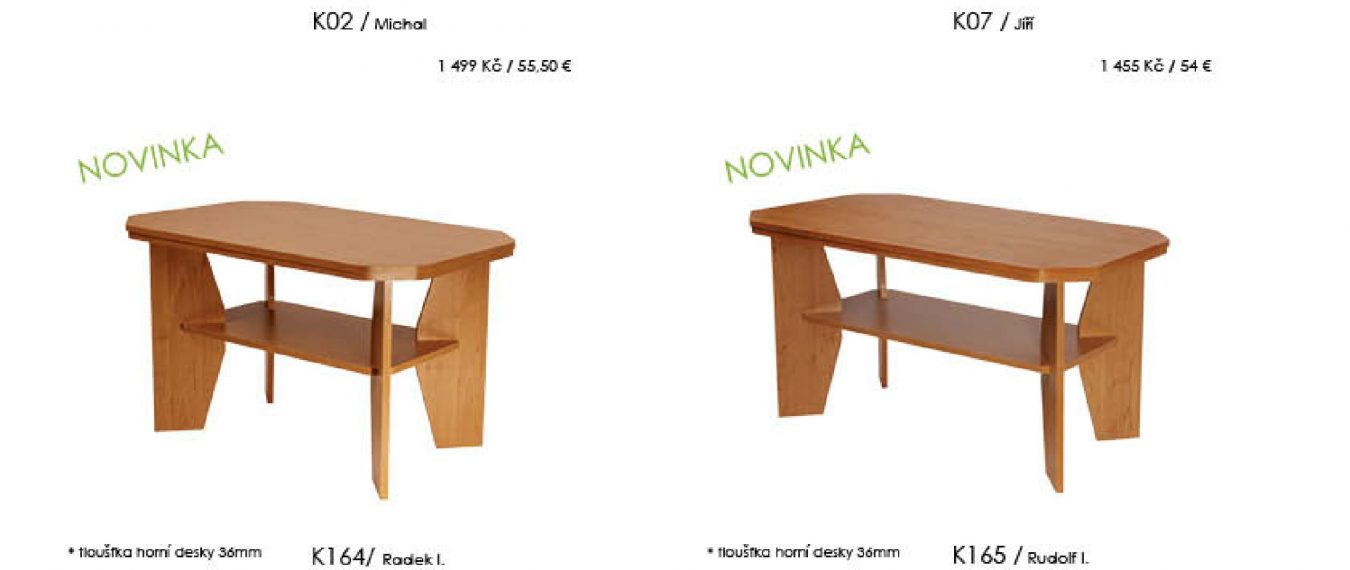 K02 / Michal
K07 / Jiří
1 499 Kč / 55,50 €
1 455 Kč / 54 €
NOVINKA
NOVINKA
* tloušťka horní desky 36mm
K164/ Radek I.
* tloušťka horní desky 36mm
K165 / Rudolf I.